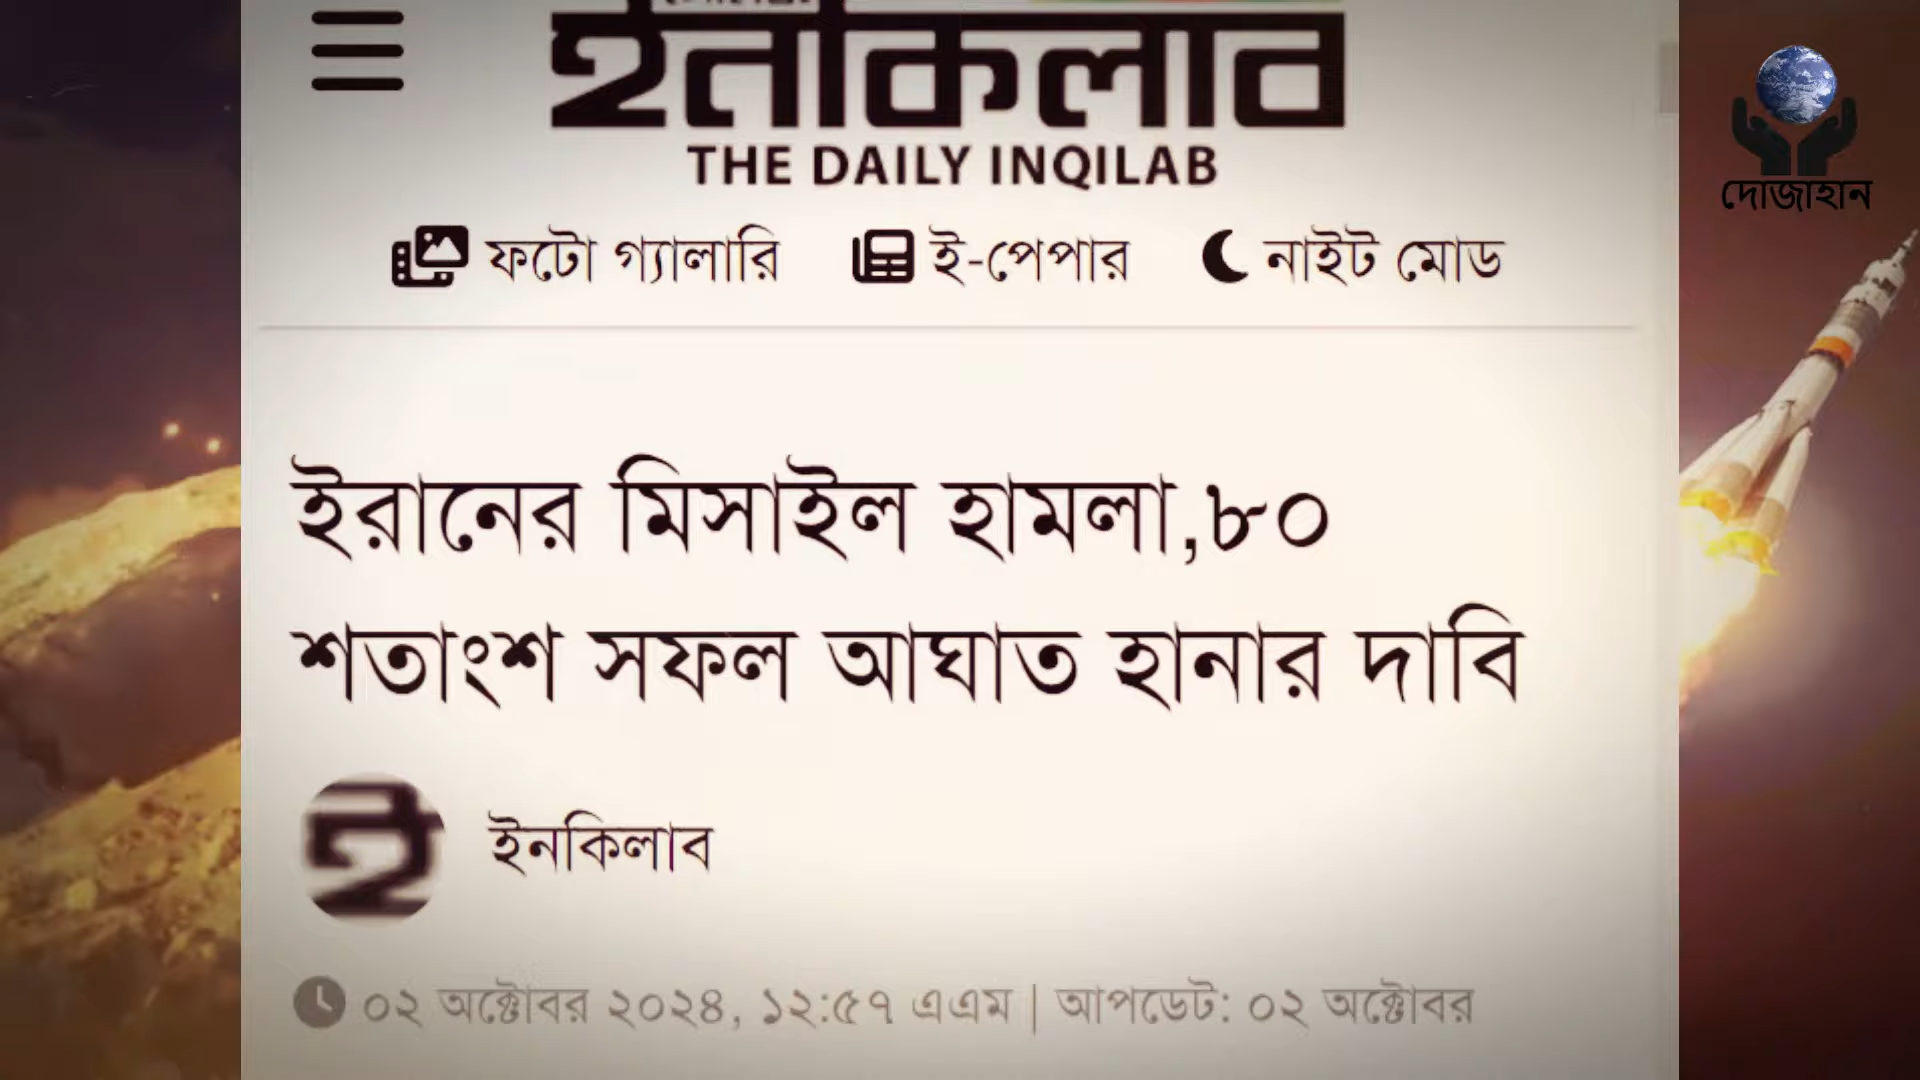 ইনকিলাব
THE DAILY INQILAB
ফটো গ্যালারি ই-পেপার নাইট মোড
দোজাহান
ইরানের মিসাইল হামলা,৮০
শতাংশ সফল আঘাত হানার দাবি
ই
ইনকিলাব
০২ অক্টোবর ২০২৪, ১২:৫৭ এএম | আপডেট: ০২ অক্টোবর